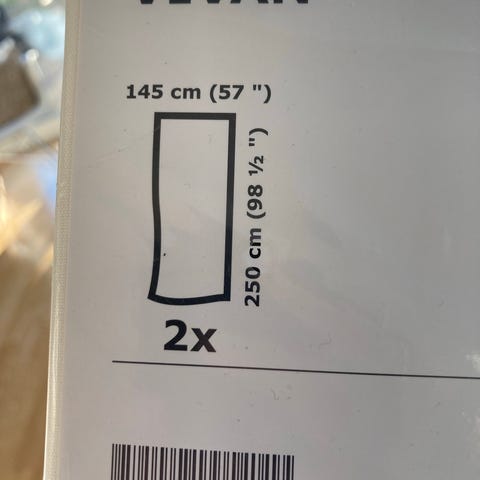 145 cm (57 ")
250 cm (98 ½ ")
2x